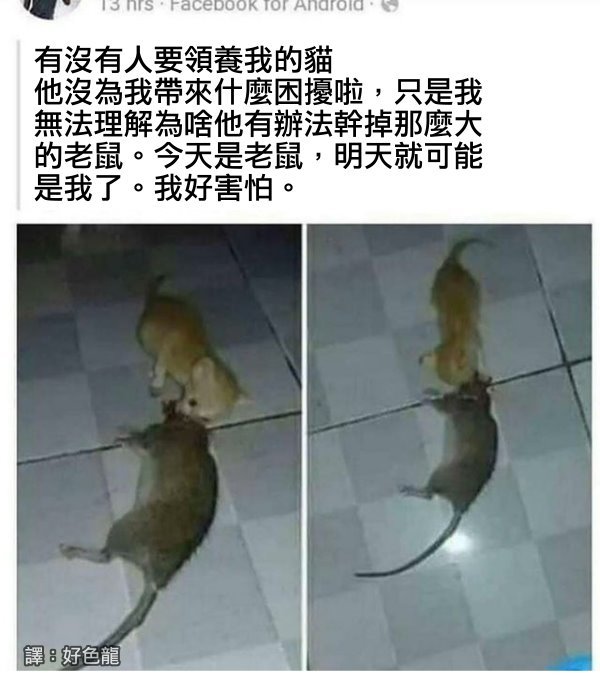 13 hrs · Facebook for Android ·
有沒有人要領養我的貓
他沒為我帶來什麼困擾啦，只是我
無法理解為啥他有辦法幹掉那麼大
的老鼠。今天是老鼠，明天就可能
是我了。我好害怕。
譯：好色龍